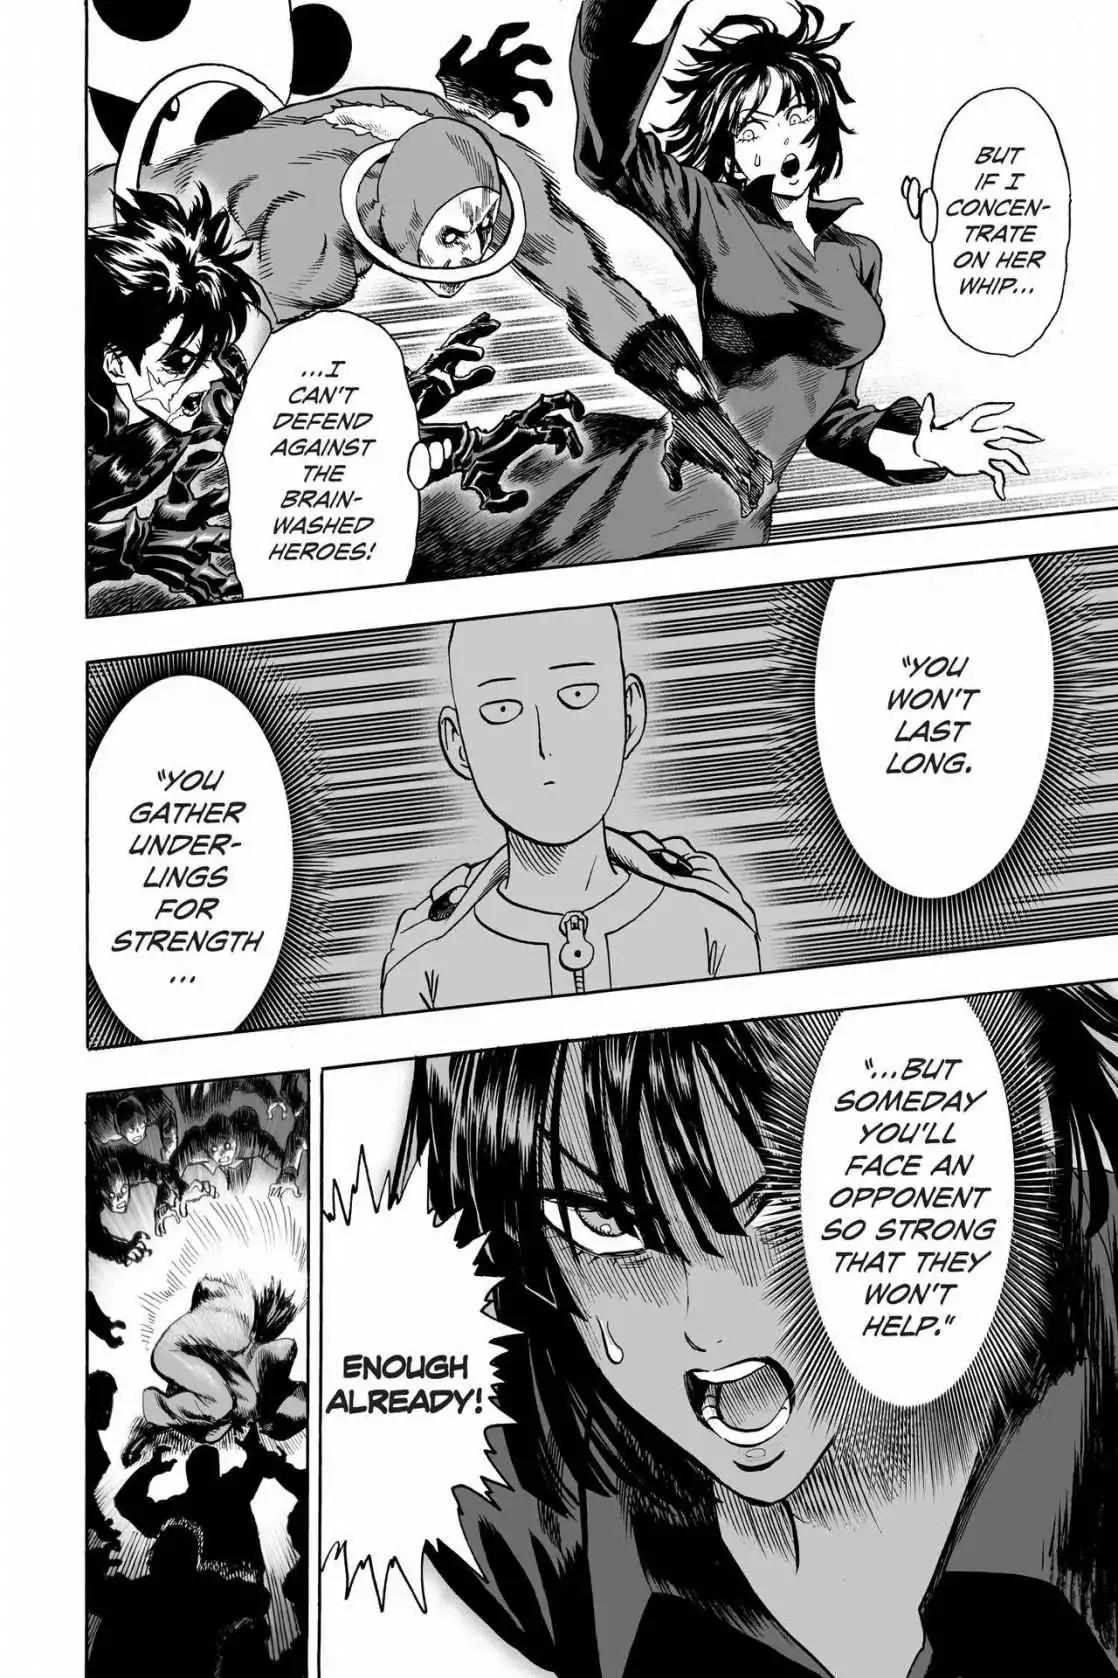 BUT
IF I
CONCEN-
TRATE
ON HER
WHIP...
...I
CAN'T
DEFEND
AGAINST
THE
BRAIN-
WASHED
HEROES!
"YOU
WON'T
LAST
LONG.
"YOU
GATHER
UNDER-
LINGS
FOR
STRENGTH
...
"...BUT
SOMEDAY
YOU'LL
FACE AN
OPPONENT
SO STRONG
THAT THEY
WON'T
HELP."
ENOUGH
ALREADY!